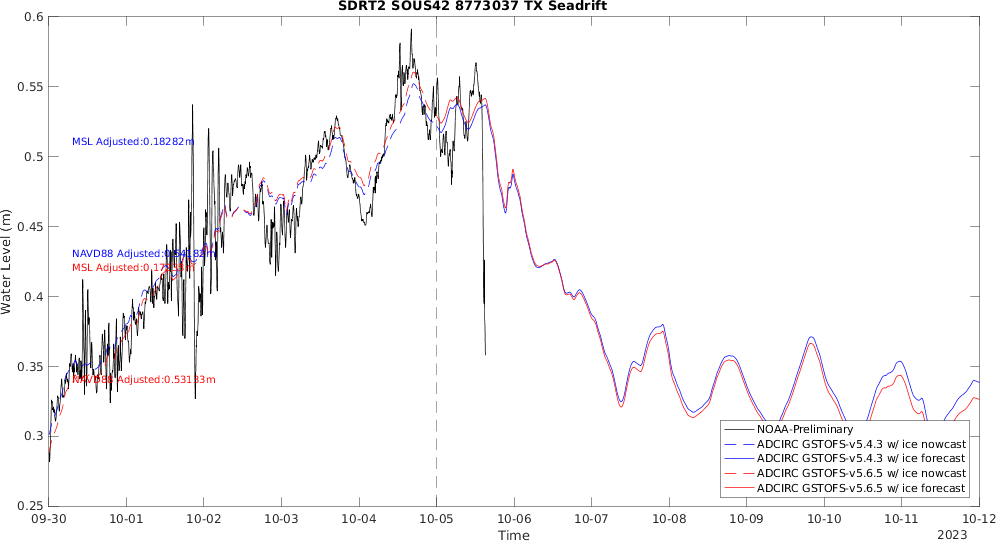 SDRT2 SOUS42 8773037 TX Seadrift
0.6
0.55
0.5
0.45
0.4
0.35
0.3
0.25
Water Level (m)
MSL Adjusted:0.18282m
NAVD88 Adjusted:
MSL Adjusted:
NAVD88 Adjusted:0.53133m
NOAA-Preliminary
ADCIRC GSTOFS-v5.4.3 w/ ice nowcast
ADCIRC GSTOFS-v5.4.3 w/ ice forecast
ADCIRC GSTOFS-v5.6.5 w/ ice nowcast
ADCIRC GSTOFS-v5.6.5 w/ ice forecast
09-30 10-01 10-02 10-03 10-04 10-05 10-06 10-07 10-08 10-09 10-10 10-11 10-12
Time
2023